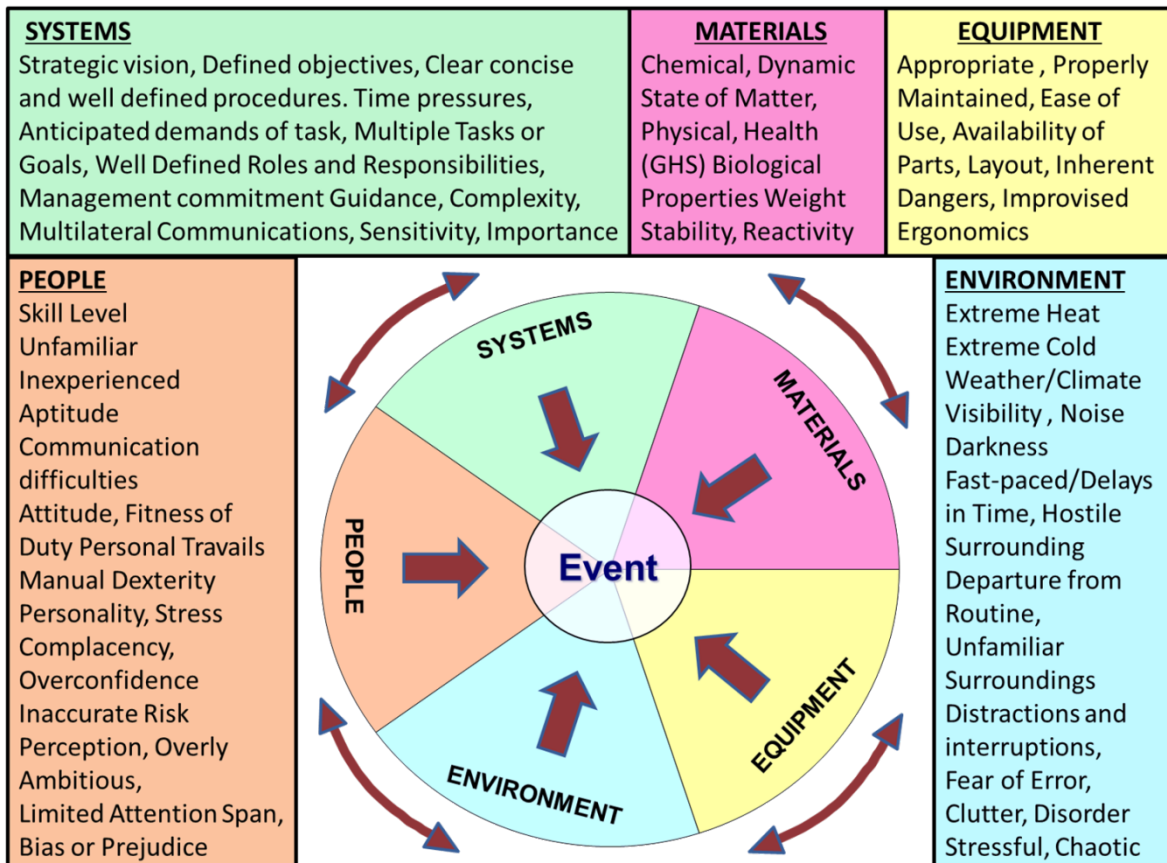 SYSTEMS
Strategic vision, Defined objectives, Clear concise
and well defined procedures. Time pressures,
Anticipated demands of task, Multiple Tasks or
Goals, Well Defined Roles and Responsibilities,
Management commitment Guidance, Complexity,
Multilateral Communications, Sensitivity, Importance
MATERIALS
Chemical, Dynamic
State of Matter,
Physical, Health
(GHS) Biological
Properties Weight
Stability, Reactivity
EQUIPMENT
Appropriate , Properly
Maintained, Ease of
Use, Availability of
Parts, Layout, Inherent
Dangers, Improvised
Ergonomics
PEOPLE
Skill Level
Unfamiliar
Inexperienced
Aptitude
Communication
difficulties
Attitude, Fitness of
Duty Personal Travails
Manual Dexterity
Personality, Stress
Complacency,
Overconfidence
Inaccurate Risk
Perception, Overly
Ambitious,
Limited Attention Span,
Bias or Prejudice
SYSTEMS
MATERIALS
PEOPLE
Event
EQUIPMENT
ENVIRONMENT
ENVIRONMENT
Extreme Heat
Extreme Cold
Weather/Climate
Visibility , Noise
Darkness
Fast-paced/Delays
in Time, Hostile
Surrounding
Departure from
Routine,
Unfamiliar
Surroundings
Distractions and
interruptions,
Fear of Error,
Clutter, Disorder
Stressful, Chaotic